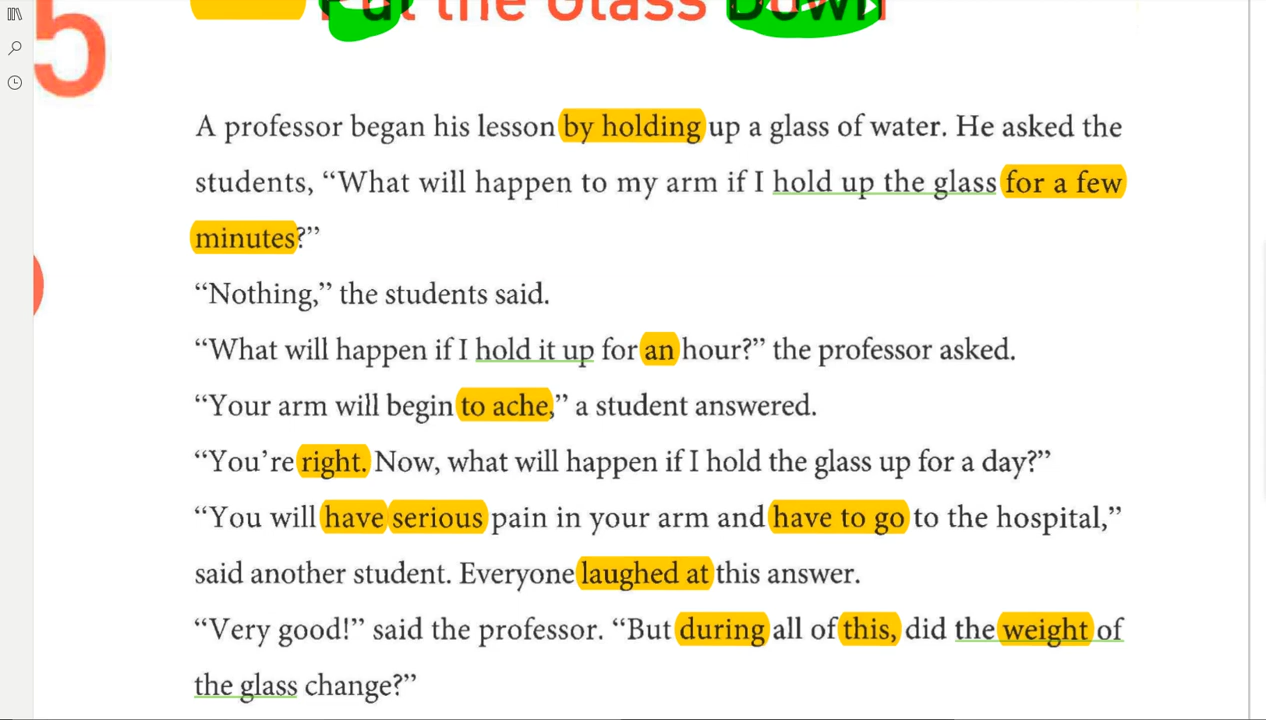 5 Put the Glass Down
A professor began his lesson by holding up a glass of water. He asked the
students, “What will happen to my arm if I hold up the glass for a few
minutes?”
“Nothing,” the students said.
“What will happen if I hold it up for an hour?” the professor asked.
“Your arm will begin to ache,” a student answered.
“You’re right. Now, what will happen if I hold the glass up for a day?”
“You will have serious pain in your arm and have to go to the hospital,”
said another student. Everyone laughed at this answer.
“Very good!” said the professor. “But during all of this, did the weight of
the glass change?”